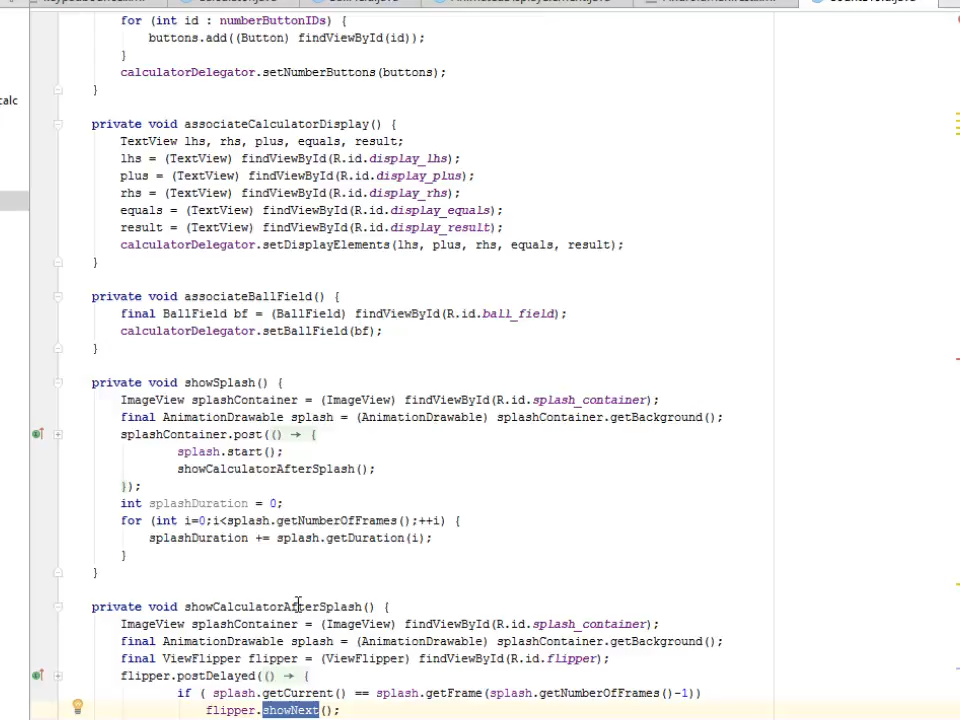 for (int id : numberButtonIDs) {
buttons.add((Button) findViewById(id));
}
calculatorDelegator.setNumberButtons(buttons);
}
calc
private void associateCalculatorDisplay() {
TextView lhs, rhs, plus, equals, result;
lhs = (TextView) findViewById(R.id.display_lhs);
plus = (TextView) findViewById(R.id.display_plus);
rhs = (TextView) findViewById(R.id.display_rhs);
equals = (TextView) findViewById(R.id.display_equals);
result = (TextView) findViewById(R.id.display_result);
calculatorDelegator.setDisplayElements(lhs, plus, rhs, equals, result);
}
private void associateBallField() {
final BallField bf = (BallField) findViewById(R.id.ball_field);
calculatorDelegator.setBallField(bf);
}
private void showSplash() {
ImageView splashContainer = (ImageView) findViewById(R.id.splash_container);
final AnimationDrawable splash = (AnimationDrawable) splashContainer.getBackground();
splashContainer.post(() → {
splash.start();
showCalculatorAfterSplash();
});
int splashDuration = 0;
for (int i=0;i<splash.getNumberOfFrames();++i) {
splashDuration += splash.getDuration(i);
}
}
private void showCalculatorAfterSplash() {
ImageView splashContainer = (ImageView) findViewById(R.id.splash_container);
final AnimationDrawable splash = (AnimationDrawable) splashContainer.getBackground();
final ViewFlipper flipper = (ViewFlipper) findViewById(R.id.flipper);
flipper.postDelayed(() → {
if ( splash.getCurrent() == splash.getFrame(splash.getNumberOfFrames()-1))
flipper.showNext();